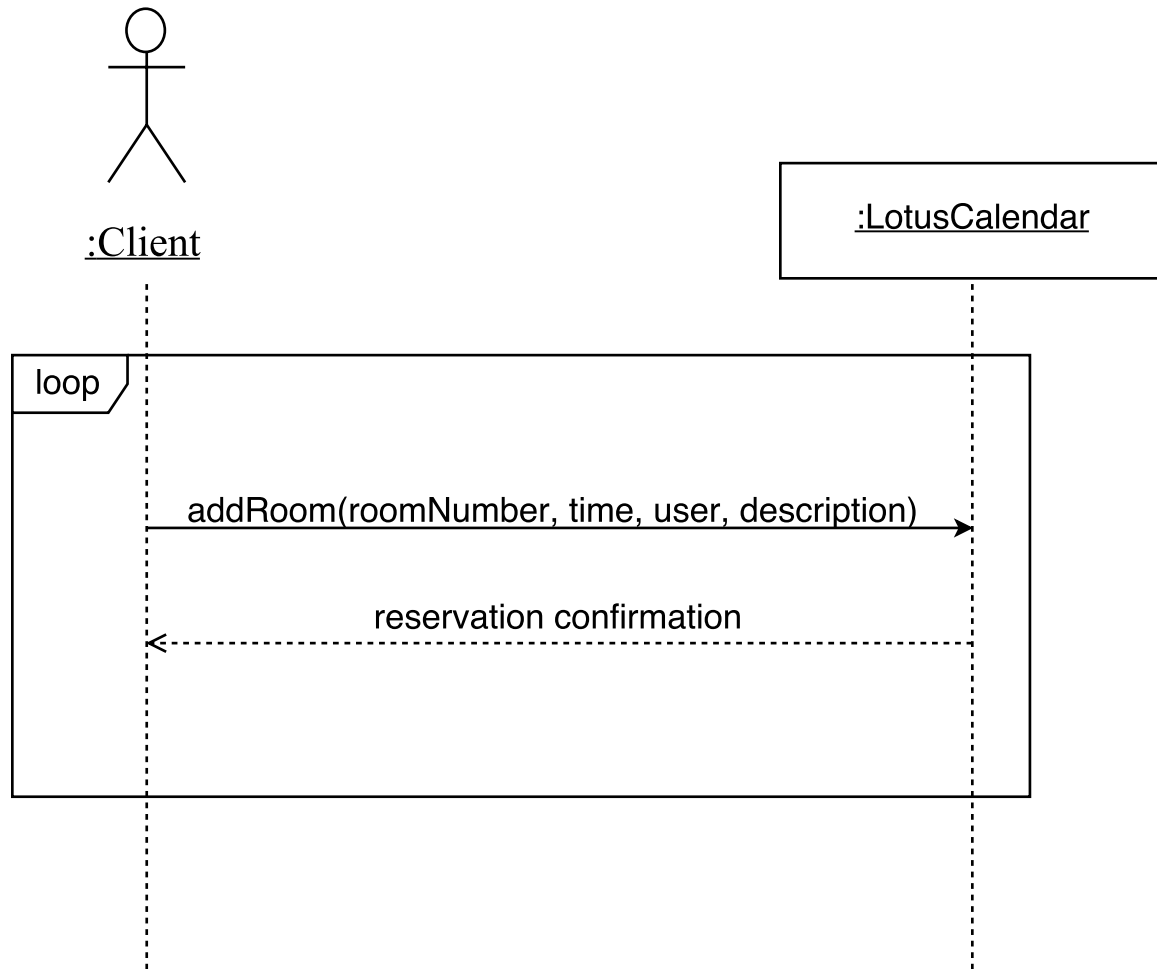 :Client
:LotusCalendar
loop
addRoom(roomNumber, time, user, description)
reservation confirmation